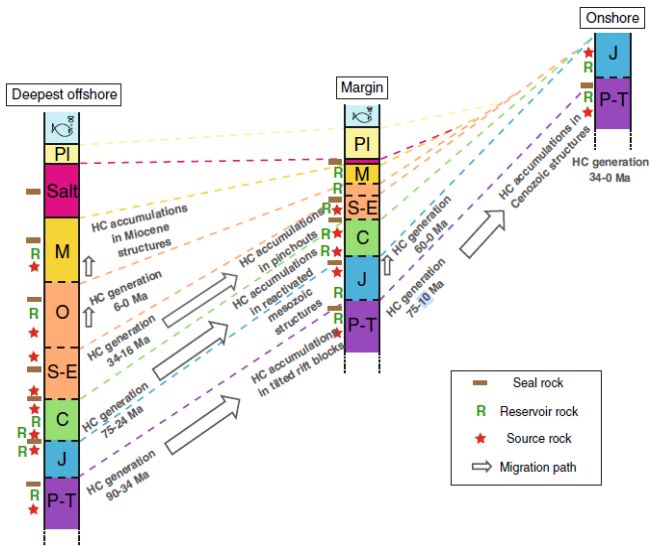 Onshore
J
R
P-T
R
HC generation
34-0 Ma
Deepest offshore
Margin
Pl
Salt
M
R
O
R
S-E
C
R
R
J
R
P-T
R
Pl
M
R
R
S-E
R
C
R
R
J
R
P-T
R
HC accumulations
in Miocene
structures
HC generation
6-0 Ma
HC generation
34-16 Ma
HC generation
75-24 Ma
HC generation
90-34 Ma
HC accumulations
in pinchouts
HC accumulations
in reactivated
mesozoic
structures
HC accumulations
in tilted rift blocks
HC generation
60-0 Ma
HC generation
75-10 Ma
HC accumulations in
Cenozoic structures
Seal rock
R Reservoir rock
Source rock
Migration path